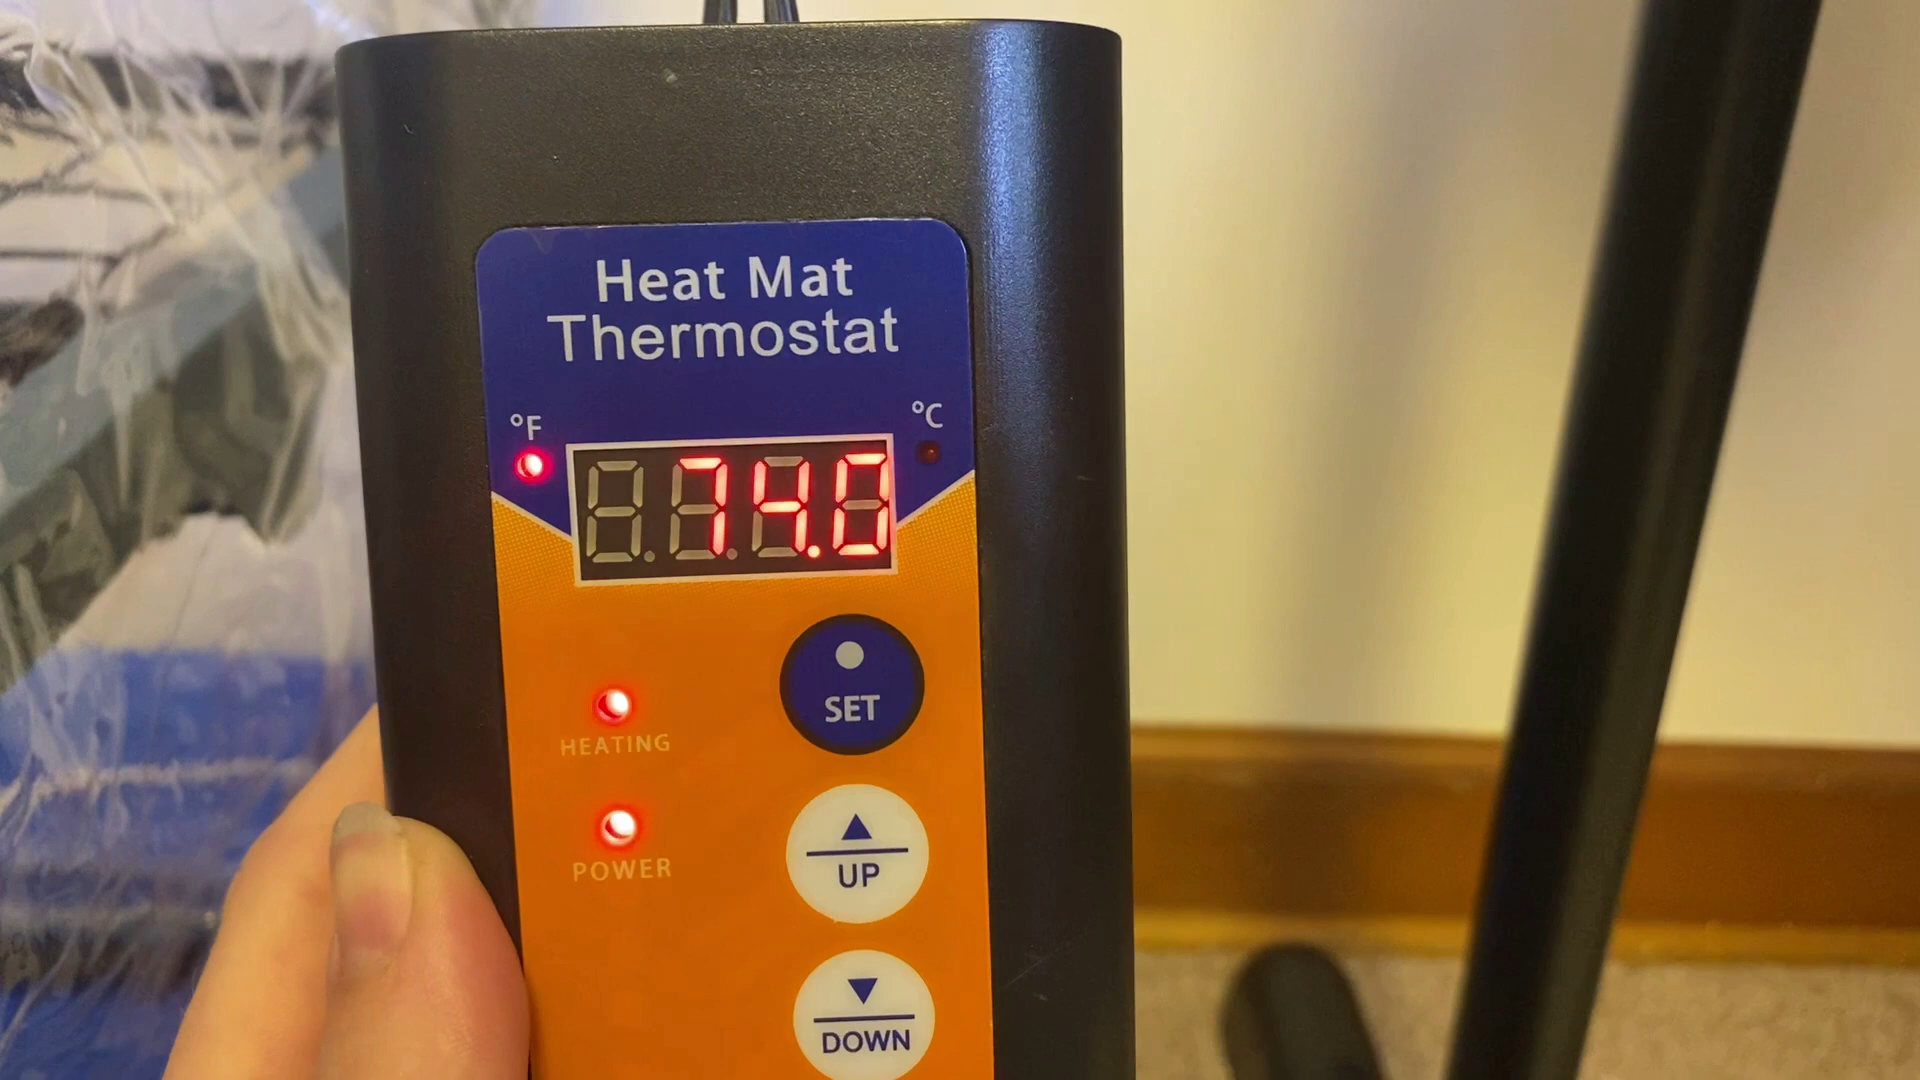 Heat Mat
Thermostat
°F
°C
74.0
SET
HEATING
UP
POWER
DOWN